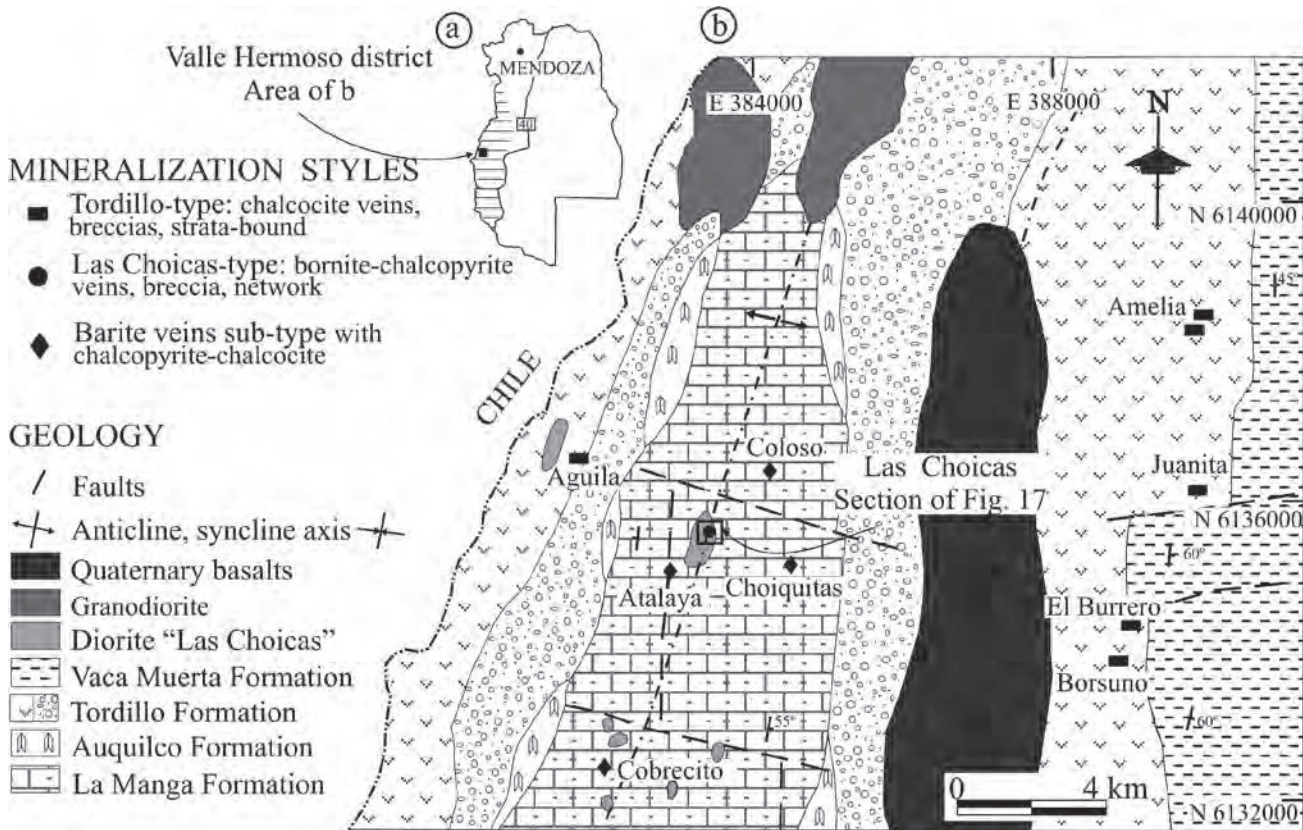 a
b
Valle Hermoso district
Area of b
MENDOZA
40
MINERALIZATION STYLES
Tordillo-type: chalcocite veins,
breccias, strata-bound
Las Choicas-type: bornite-chalcopyrite
veins, breccia, network
Barite veins sub-type with
chalcopyrite-chalcocite
GEOLOGY
Faults
Anticline, syncline axis
Quaternary basalts
Granodiorite
Diorite “Las Choicas”
Vaca Muerta Formation
Tordillo Formation
Auquilco Formation
La Manga Formation
E 384000
E 388000
N
N 6140000
45°
Amelia
CHILE
Coloso
Las Choicas
Section of Fig. 17
Juanita
Aguila
N 6136000
60°
Atalaya
Choiquitas
El Burrero
Borsuno
55°
60°
Cobrecito
0 4 km
N 6132000